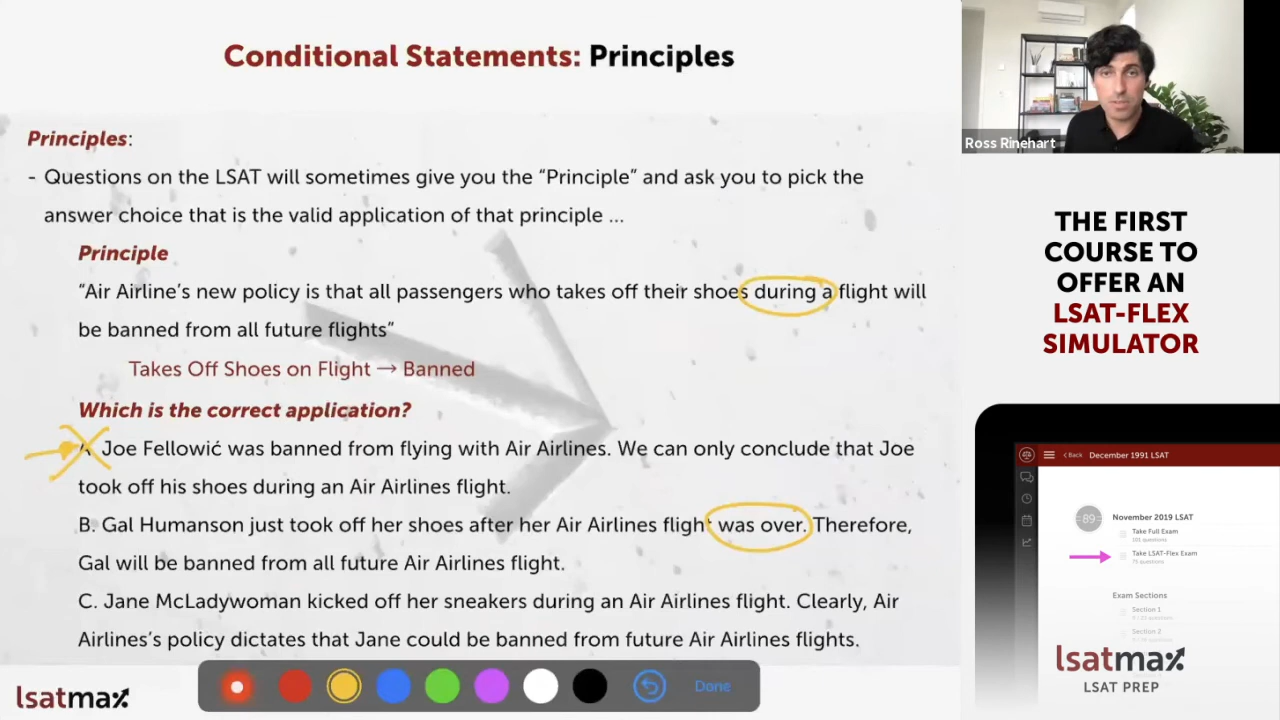 Conditional Statements: Principles
Principles:
- Questions on the LSAT will sometimes give you the “Principle” and ask you to pick the
answer choice that is the valid application of that principle ...
Principle
“Air Airline’s new policy is that all passengers who takes off their shoes during a flight will
be banned from all future flights”
Takes Off Shoes on Flight → Banned
Which is the correct application?
A. Joe Fellowić was banned from flying with Air Airlines. We can only conclude that Joe
took off his shoes during an Air Airlines flight.
B. Gal Humanson just took off her shoes after her Air Airlines flight was over. Therefore,
Gal will be banned from all future Air Airlines flight.
C. Jane McLadywoman kicked off her sneakers during an Air Airlines flight. Clearly, Air
Airlines’s policy dictates that Jane could be banned from future Air Airlines flights.
Done
lsatmax
Ross Rinehart
THE FIRST
COURSE TO
OFFER AN
LSAT-FLEX
SIMULATOR
< Back December 1991 LSAT
89
November 2019 LSAT
Take Full Exam
101 questions
Take LSAT-Flex Exam
75 questions
Exam Sections
Section 1
Section 2
lsatmax
LSAT PREP